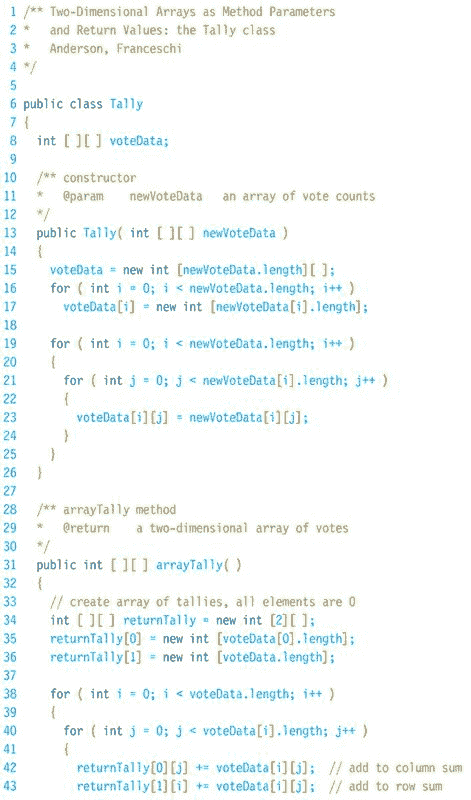 1 /** Two-Dimensional Arrays as Method Parameters
2 *   and Return Values: the Tally class
3 *   Anderson, Franceschi
4 */
5
6 public class Tally
7 {
8   int [ ][ ] voteData;
9
10   /** constructor
11   *   @param    newVoteData   an array of vote counts
12   */
13   public Tally( int [ ][ ] newVoteData )
14   {
15     voteData = new int [newVoteData.length][ ];
16     for ( int i = 0; i < newVoteData.length; i++ )
17       voteData[i] = new int [newVoteData[i].length];
18
19     for ( int i = 0; i < newVoteData.length; i++ )
20     {
21       for ( int j = 0; j < newVoteData[i].length; j++ )
22       {
23         voteData[i][j] = newVoteData[i][j];
24       }
25     }
26   }
27
28   /** arrayTally method
29   *   @return    a two-dimensional array of votes
30   */
31   public int [ ][ ] arrayTally( )
32   {
33     // create array of tallies, all elements are 0
34     int [ ][ ] returnTally = new int [2][ ];
35     returnTally[0] = new int [voteData[0].length];
36     returnTally[1] = new int [voteData.length];
37
38     for ( int i = 0; i < voteData.length; i++ )
39     {
40       for ( int j = 0; j < voteData[i].length; j++ )
41       {
42         returnTally[0][j] += voteData[i][j];  // add to column sum
43         returnTally[1][i] += voteData[i][j];  // add to row sum